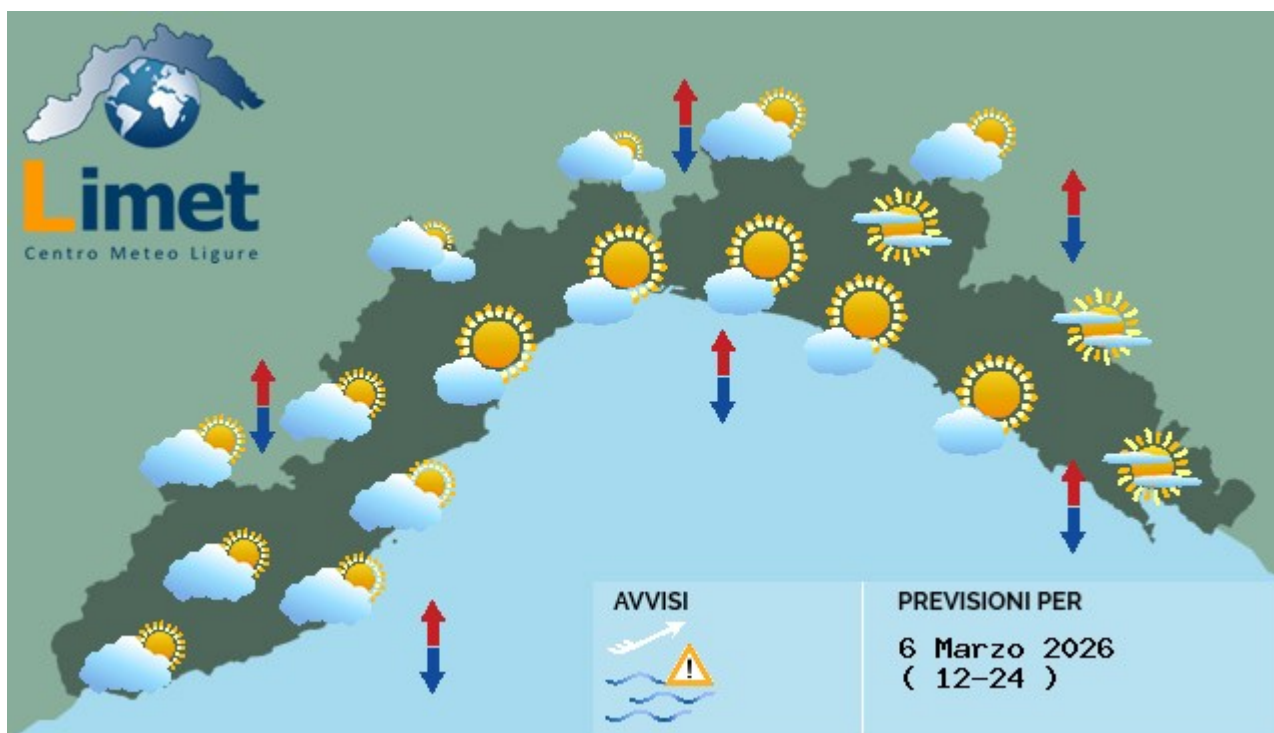 Limet
Centro Meteo Ligure
AVVISI
!
PREVISIONI PER
6 Marzo 2026
( 12-24 )